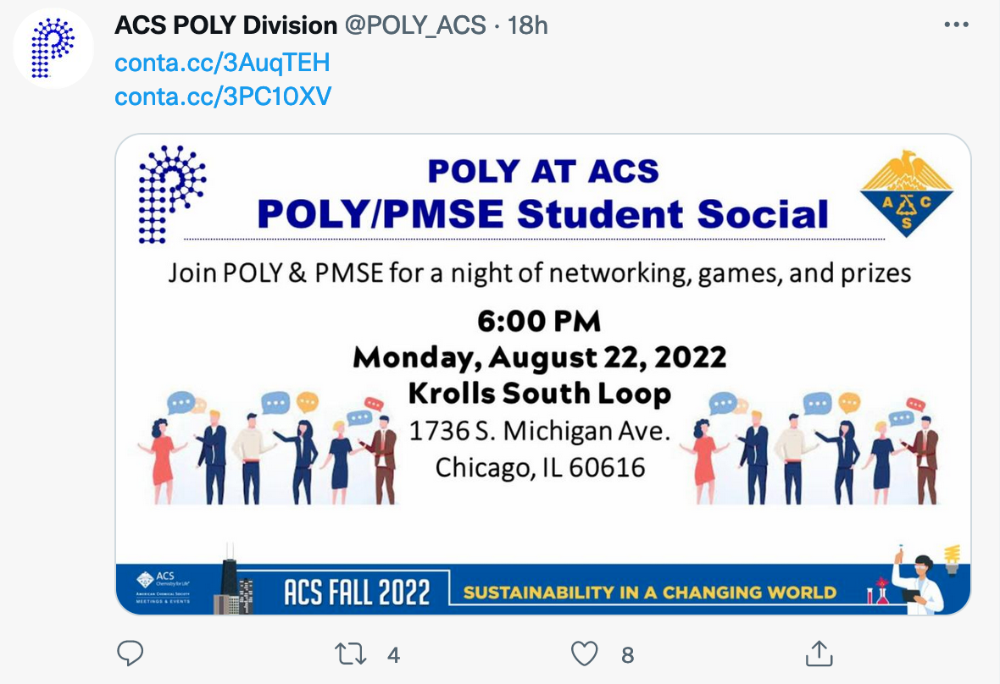 ACS POLY Division @POLY_ACS · 18h
conta.cc/3AuqTEH
conta.cc/3PC10XV
POLY AT ACS
POLY/PMSE Student Social
A C
S
Join POLY & PMSE for a night of networking, games, and prizes
6:00 PM
Monday, August 22, 2022
Krolls South Loop
1736 S. Michigan Ave.
Chicago, IL 60616
ACS
Chemistry for Life®
AMERICAN CHEMICAL SOCIETY
MEETINGS & EVENTS
ACS FALL 2022
SUSTAINABILITY IN A CHANGING WORLD
4
8